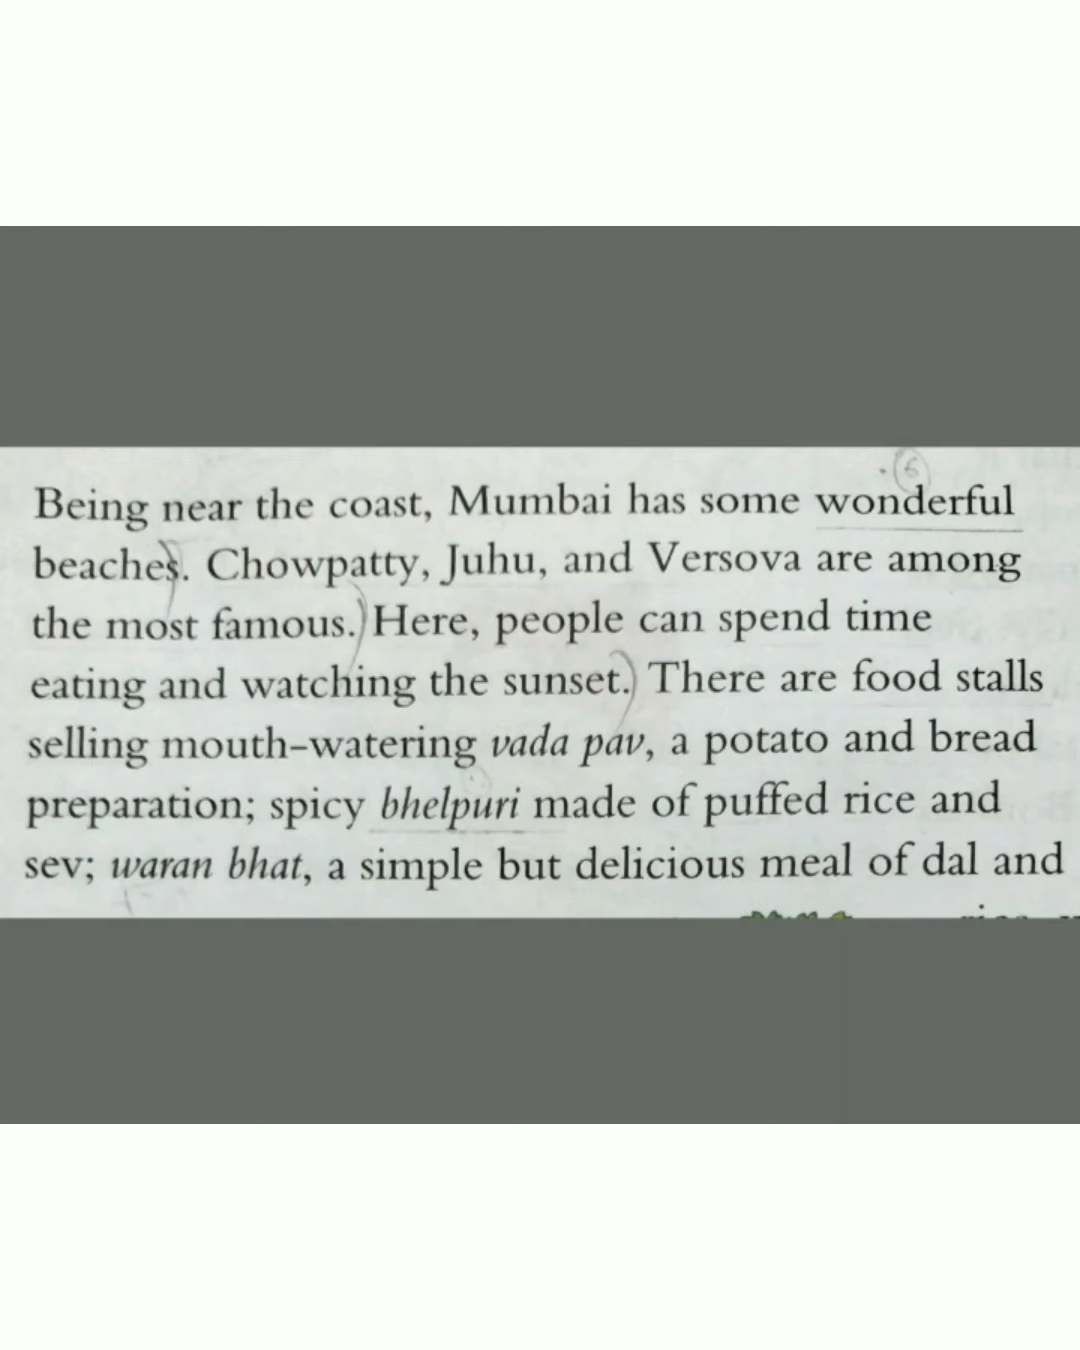 Being near the coast, Mumbai has some wonderful
beaches. Chowpatty, Juhu, and Versova are among
the most famous. Here, people can spend time
eating and watching the sunset. There are food stalls
selling mouth-watering vada pav, a potato and bread
preparation; spicy bhelpuri made of puffed rice and
sev; waran bhat, a simple but delicious meal of dal and